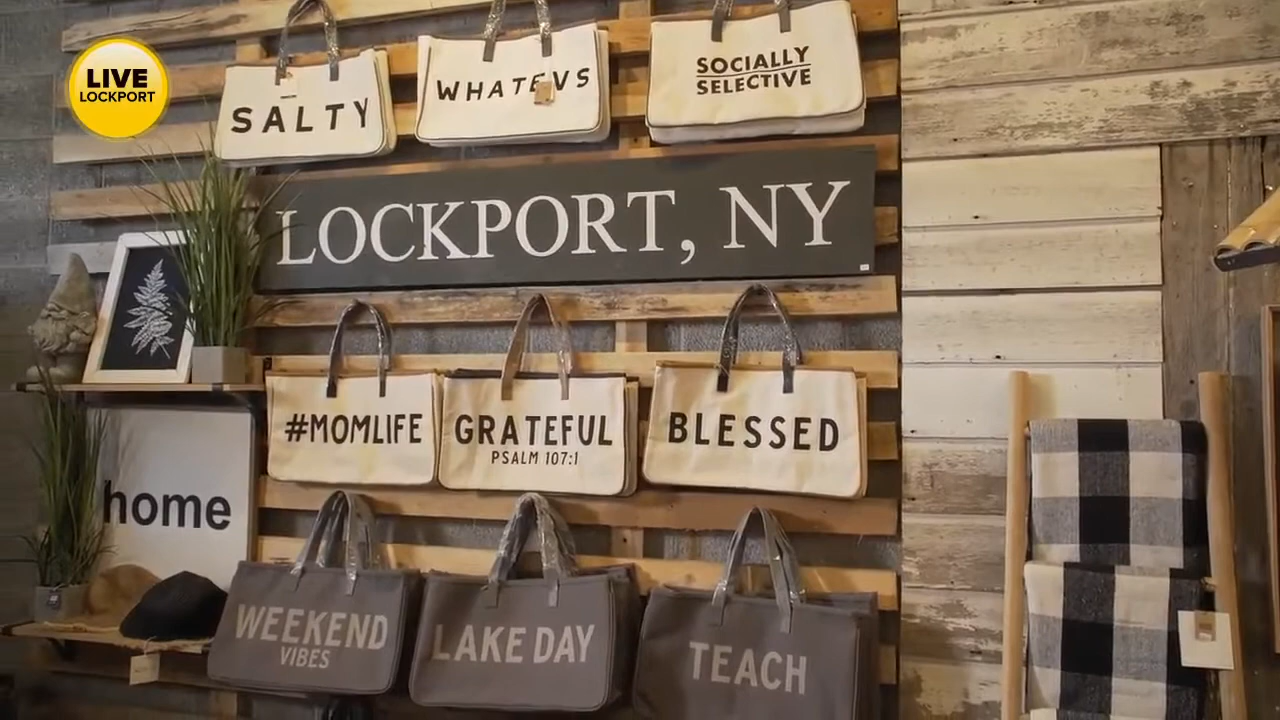 LIVE
LOCKPORT
SALTY
WHATEVS
SOCIALLY
SELECTIVE
LOCKPORT, NY
#MOMLIFE
GRATEFUL
PSALM 107:1
BLESSED
home
WEEKEND
VIBES
LAKE DAY
TEACH